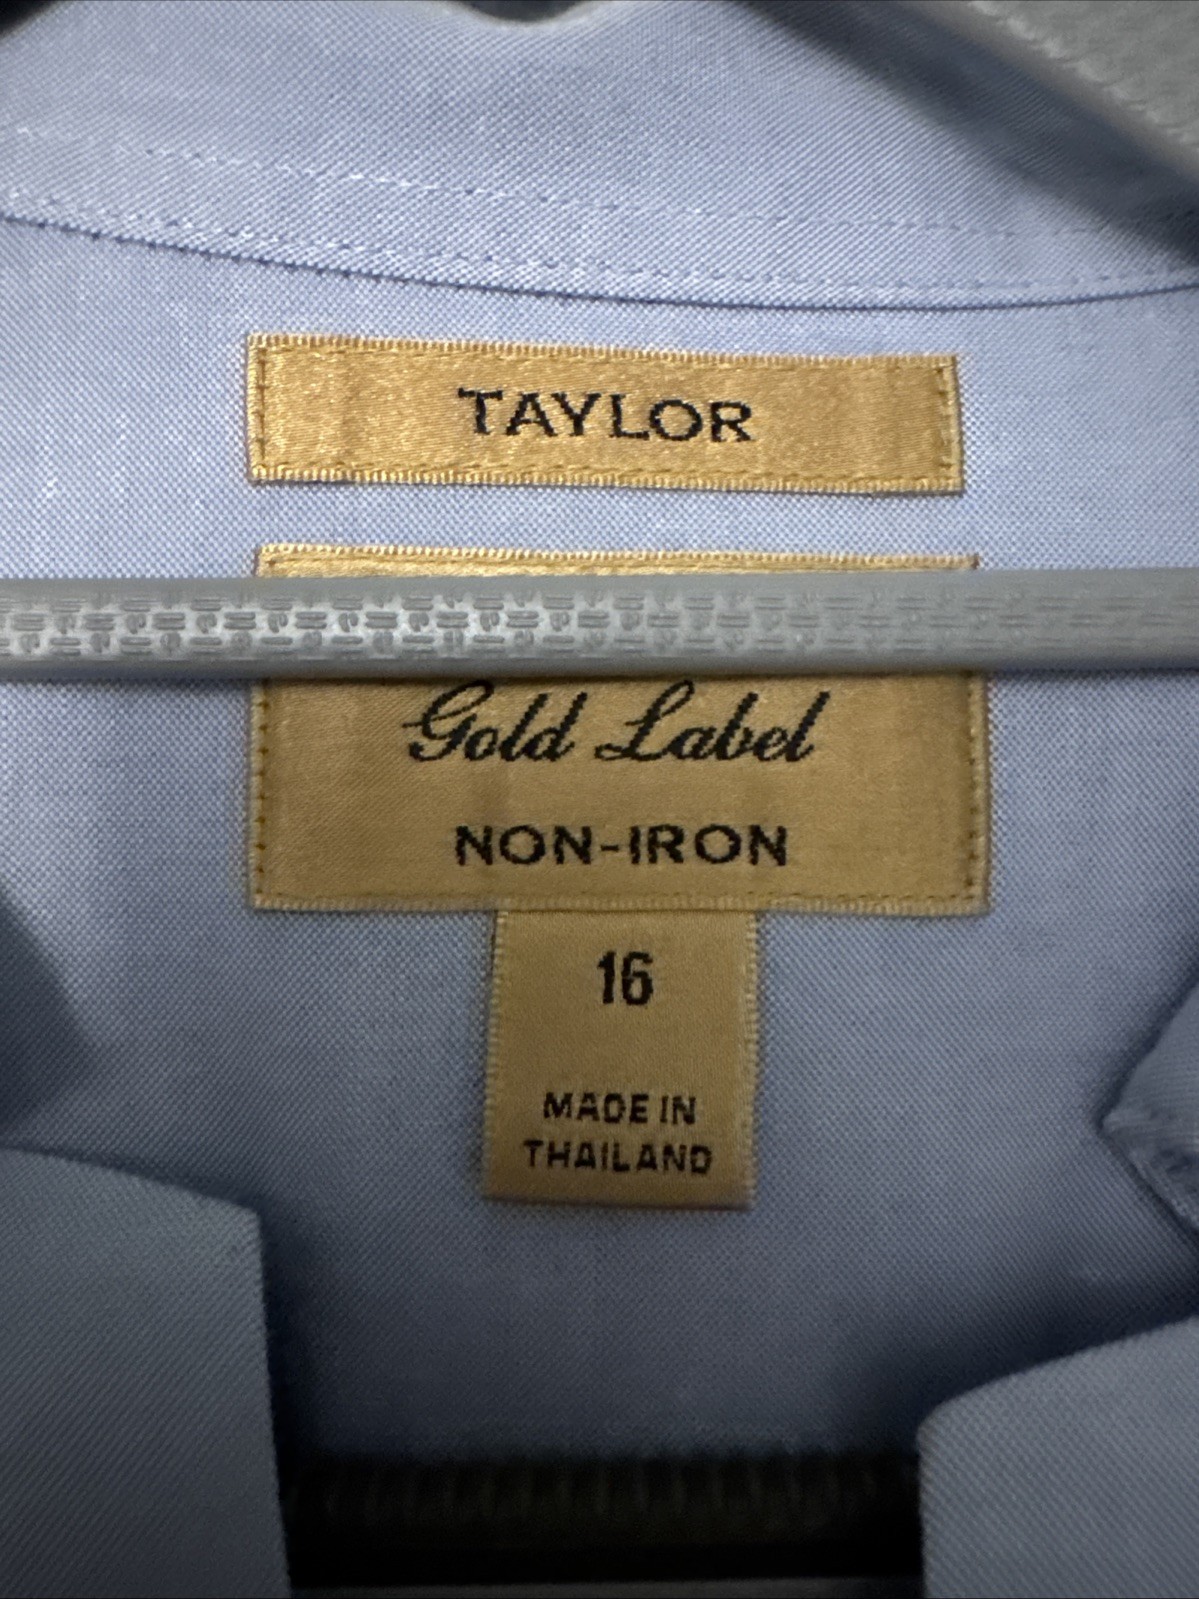 TAYLOR
Gold Label
NON-IRON
16
MADE IN
THAILAND